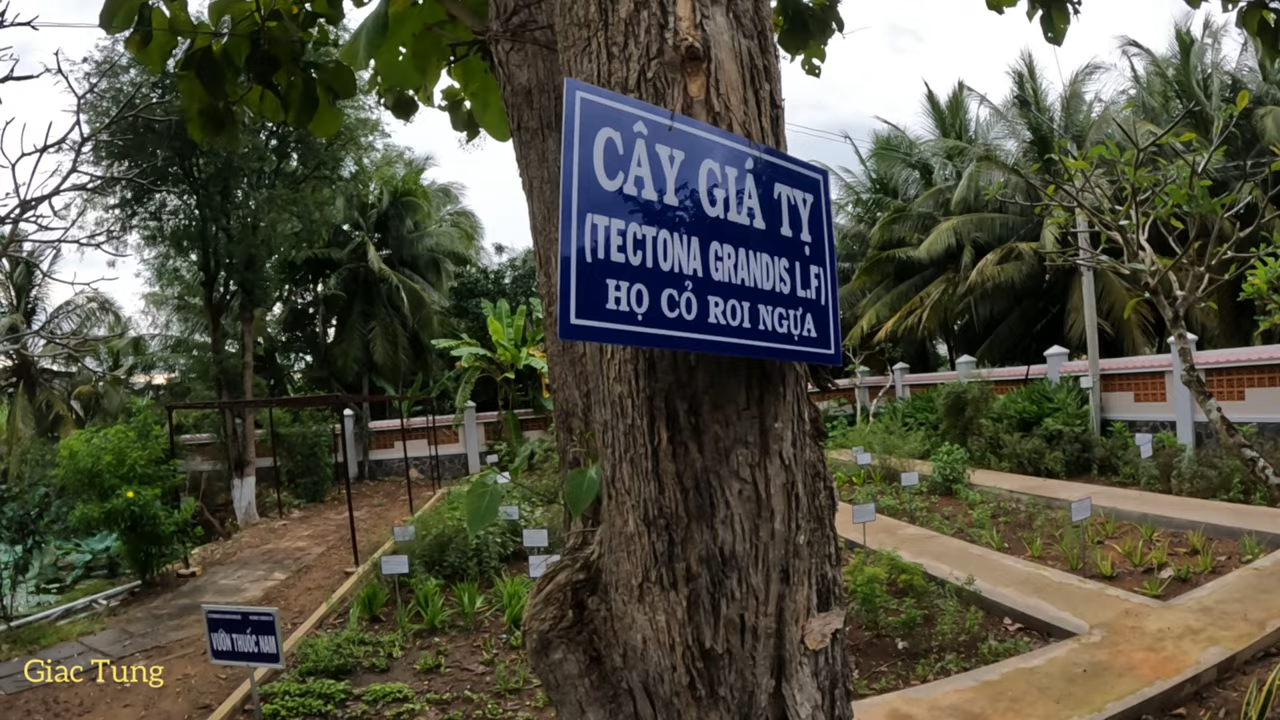 CÂY GIÁ TỴ
(TECTONA GRANDIS L.F)
HỌ CỎ ROI NGỰA
VƯỜN THUỐC NAM
Giac Tung